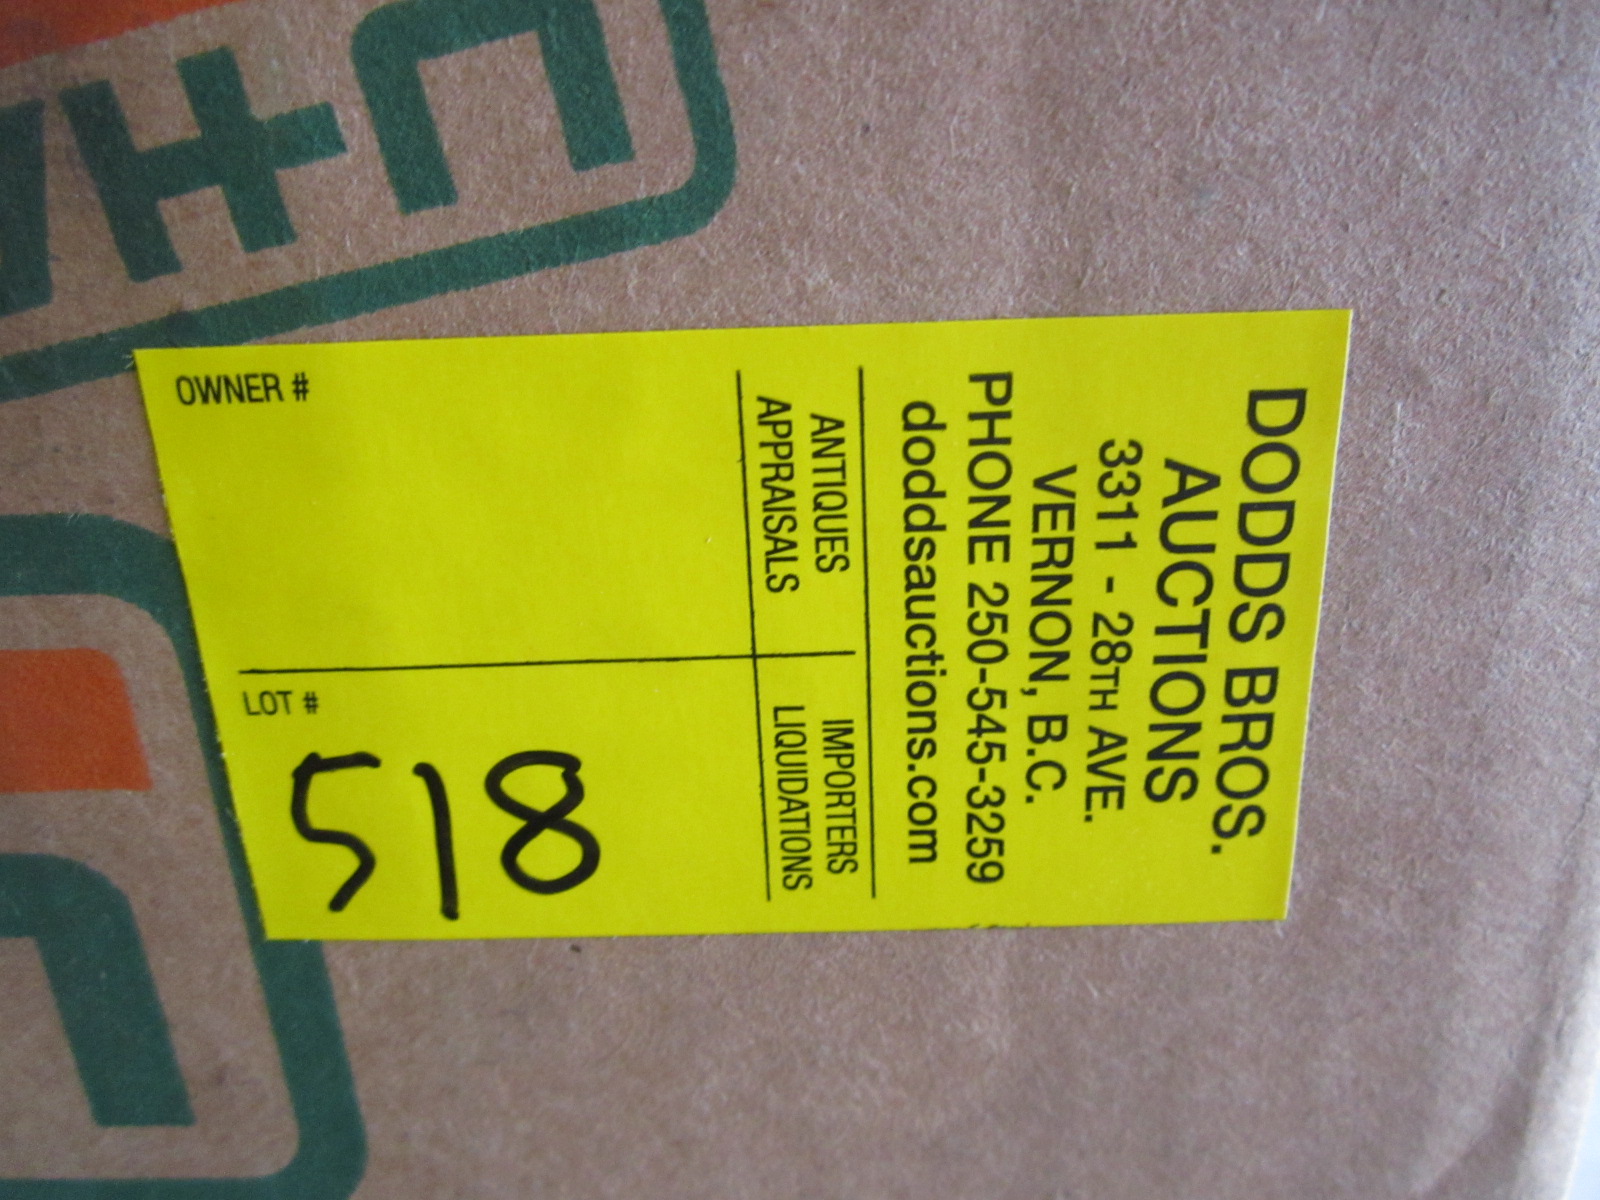 DODDS BROS.
AUCTIONS
3311 - 28TH AVE.
VERNON, B.C.
PHONE 250-545-3259
doddsauctions.com
ANTIQUES
APPRAISALS
IMPORTERS
LIQUIDATIONS
OWNER #
LOT #
518